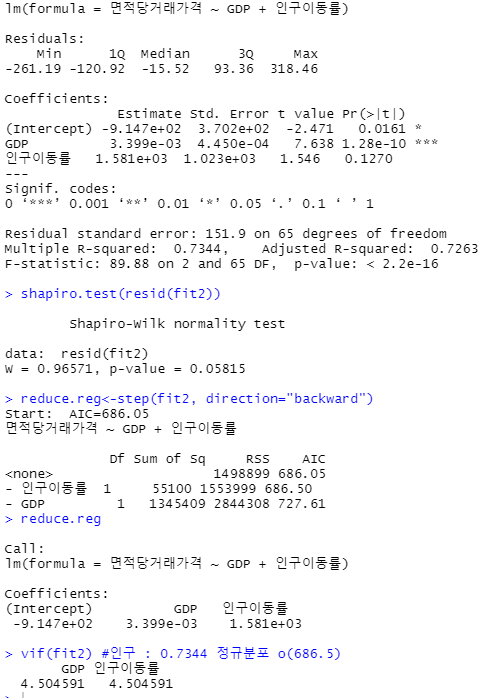 lm(formula = 면적당거래가격 ~ GDP + 인구이동률)
Residuals:
Min 1Q Median 3Q Max
-261.19 -120.92 -15.52 93.36 318.46
Coefficients:
Estimate Std. Error t value Pr(>|t|)
(Intercept) -9.147e+02 3.702e+02 -2.471 0.0161 *
GDP 3.399e-03 4.450e-04 7.638 1.28e-10 ***
인구이동률 1.581e+03 1.023e+03 1.546 0.1270
---
Signif. codes:
0 ‘***’ 0.001 ‘**’ 0.01 ‘*’ 0.05 ‘.’ 0.1 ‘ ’ 1
Residual standard error: 151.9 on 65 degrees of freedom
Multiple R-squared: 0.7344, Adjusted R-squared: 0.7263
F-statistic: 89.88 on 2 and 65 DF, p-value: < 2.2e-16
> shapiro.test(resid(fit2))
Shapiro-Wilk normality test
data: resid(fit2)
W = 0.96571, p-value = 0.05815
> reduce.reg<-step(fit2, direction="backward")
Start: AIC=686.05
면적당거래가격 ~ GDP + 인구이동률
Df Sum of Sq RSS AIC
<none> 1498899 686.05
- 인구이동률 1 55100 1553999 686.50
- GDP 1 1345409 2844308 727.61
> reduce.reg
Call:
lm(formula = 면적당거래가격 ~ GDP + 인구이동률)
Coefficients:
(Intercept) GDP 인구이동률
-9.147e+02 3.399e-03 1.581e+03
> vif(fit2) #인구 : 0.7344 정규분포 o(686.5)
GDP 인구이동률
4.504591 4.504591
>